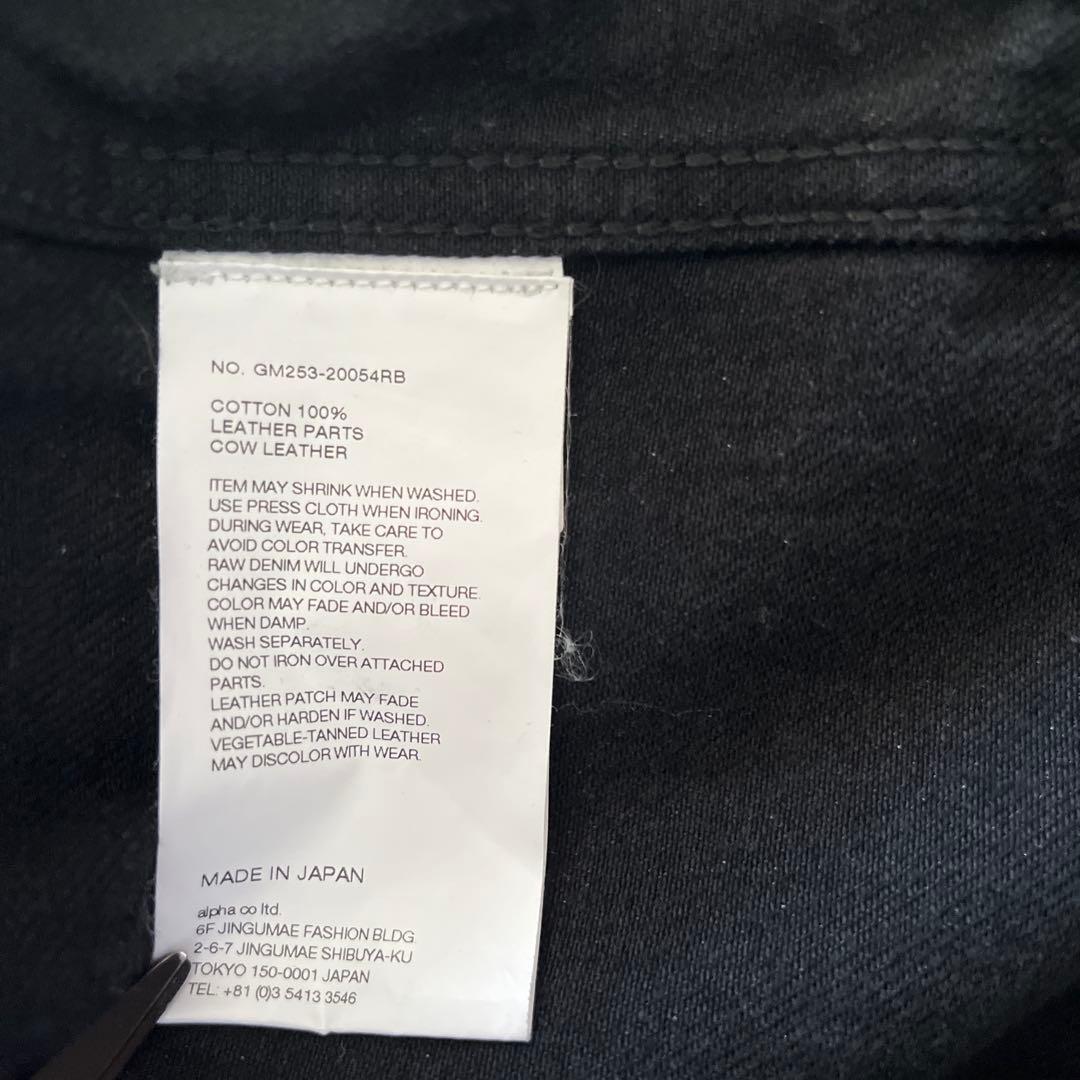 NO. GM253-20054RB
COTTON 100%
LEATHER PARTS
COW LEATHER
ITEM MAY SHRINK WHEN WASHED.
USE PRESS CLOTH WHEN IRONING.
DURING WEAR, TAKE CARE TO
AVOID COLOR TRANSFER.
RAW DENIM WILL UNDERGO
CHANGES IN COLOR AND TEXTURE.
COLOR MAY FADE AND/OR BLEED
WHEN DAMP.
WASH SEPARATELY.
DO NOT IRON OVER ATTACHED
PARTS.
LEATHER PATCH MAY FADE
AND/OR HARDEN IF WASHED.
VEGETABLE-TANNED LEATHER
MAY DISCOLOR WITH WEAR.
MADE IN JAPAN
alpha co ltd.
6F JINGUMAE FASHION BLDG.
2-6-7 JINGUMAE SHIBUYA-KU
TOKYO 150-0001 JAPAN
TEL: +81 (0)3 5413 3546